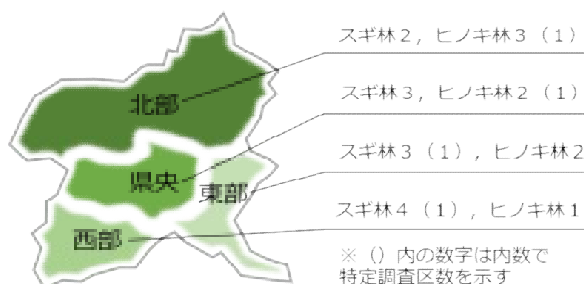 スギ林2，ヒノキ林3（1）
北部
スギ林3，ヒノキ林2（1）
県央
スギ林3（1），ヒノキ林2
東部
スギ林4（1），ヒノキ林1
西部
※（）内の数字は内数で
特定調査区数を示す